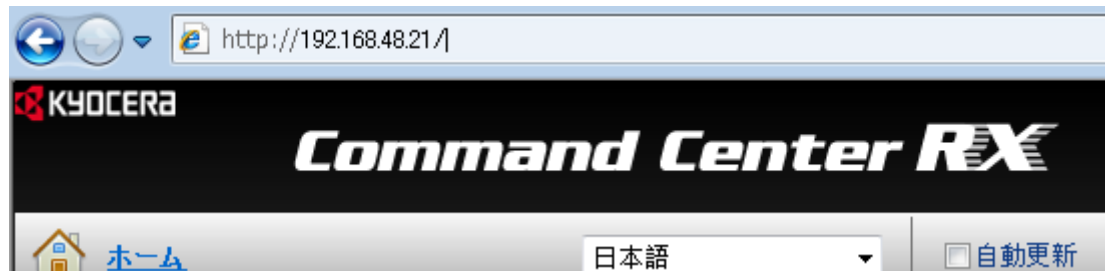 http://192.168.48.21/
KYOCERA
Command Center RX
ホーム 日本語 自動更新